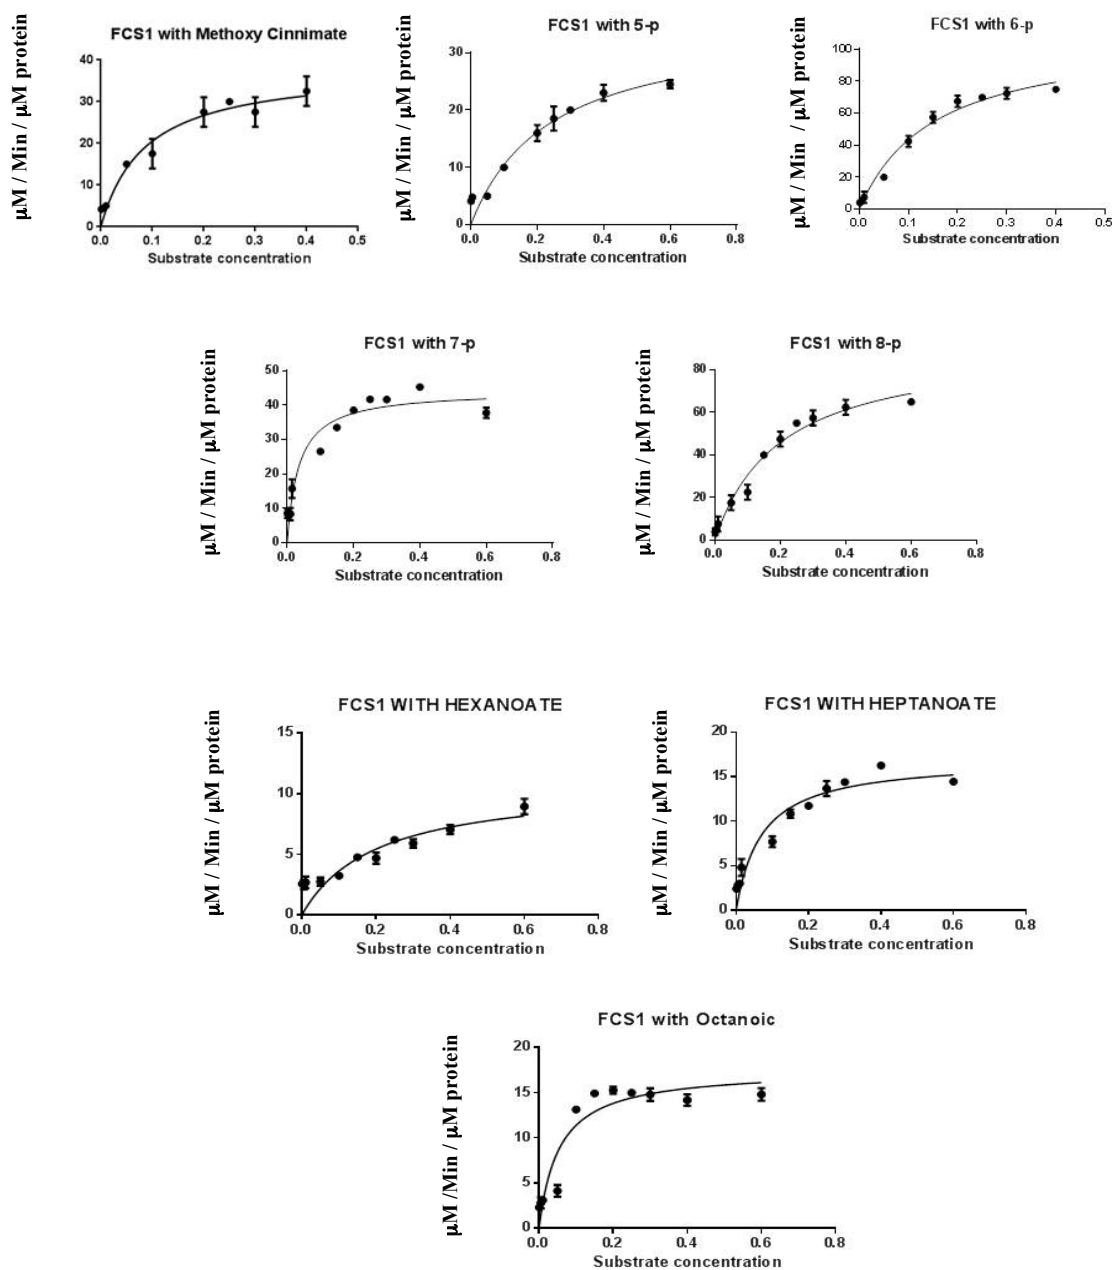 FCS1 with Methoxy Cinnimate
μM / Min / μM protein
40
30
20
10
0
0.0 0.1 0.2 0.3 0.4 0.5
Substrate concentration
FCS1 with 5-p
μM / Min / μM protein
30
20
10
0
0.0 0.2 0.4 0.6 0.8
Substrate concentration
FCS1 with 6-p
μM / Min / μM protein
100
80
60
40
20
0
0.0 0.1 0.2 0.3 0.4 0.5
Substrate concentration
FCS1 with 7-p
μM / Min / μM protein
50
40
30
20
10
0
0.0 0.2 0.4 0.6 0.8
Substrate concentration
FCS1 with 8-p
μM / Min / μM protein
80
60
40
20
0
0.0 0.2 0.4 0.6 0.8
Substrate concentration
FCS1 WITH HEXANOATE
μM / Min / μM protein
15
10
5
0
0.0 0.2 0.4 0.6 0.8
Substrate concentration
FCS1 WITH HEPTANOATE
μM / Min / μM protein
20
15
10
5
0
0.0 0.2 0.4 0.6 0.8
Substrate concentration
FCS1 with Octanoic
μM /Min / μM protein
20
15
10
5
0
0.0 0.2 0.4 0.6 0.8
Substrate concentration